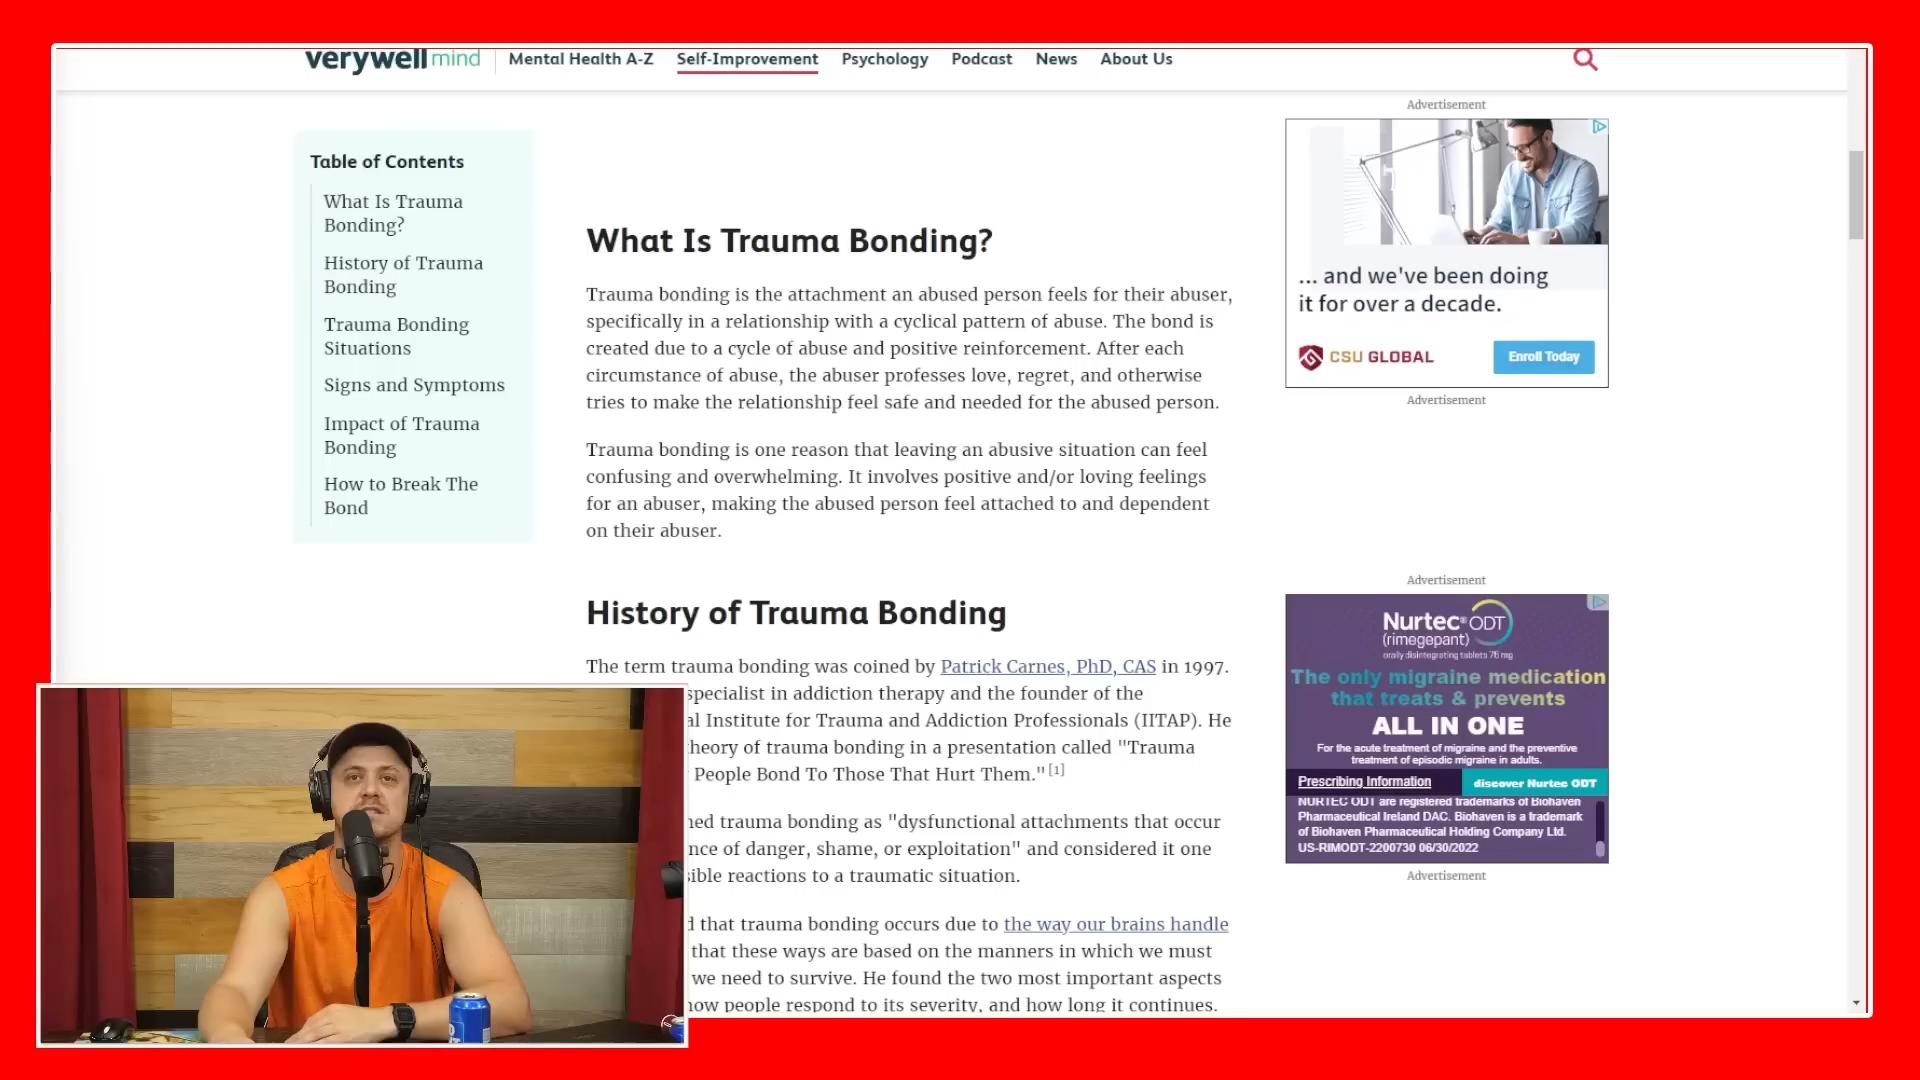 verywell mind
Mental Health A-Z
Self-Improvement
Psychology
Podcast
News
About Us
Table of Contents
What Is Trauma
Bonding?
History of Trauma
Bonding
Trauma Bonding
Situations
Signs and Symptoms
Impact of Trauma
Bonding
How to Break The
Bond
What Is Trauma Bonding?
Trauma bonding is the attachment an abused person feels for their abuser,
specifically in a relationship with a cyclical pattern of abuse. The bond is
created due to a cycle of abuse and positive reinforcement. After each
circumstance of abuse, the abuser professes love, regret, and otherwise
tries to make the relationship feel safe and needed for the abused person.
Trauma bonding is one reason that leaving an abusive situation can feel
confusing and overwhelming. It involves positive and/or loving feelings
for an abuser, making the abused person feel attached to and dependent
on their abuser.
History of Trauma Bonding
The term trauma bonding was coined by Patrick Carnes, PhD, CAS in 1997.
specialist in addiction therapy and the founder of the
al Institute for Trauma and Addiction Professionals (IITAP). He
heory of trauma bonding in a presentation called "Trauma
People Bond To Those That Hurt Them." [1]
ned trauma bonding as "dysfunctional attachments that occur
nce of danger, shame, or exploitation" and considered it one
sible reactions to a traumatic situation.
d that trauma bonding occurs due to the way our brains handle
that these ways are based on the manners in which we must
we need to survive. He found the two most important aspects
how people respond to its severity, and how long it continues.
Advertisement
... and we've been doing
it for over a decade.
CSU GLOBAL
Enroll Today
Advertisement
Advertisement
Nurtec® ODT
(rimegepant)
orally disintegrating tablets 75 mg
The only migraine medication
that treats & prevents
ALL IN ONE
For the acute treatment of migraine and the preventive
treatment of episodic migraine in adults.
Prescribing Information
discover Nurtec ODT
NURTEC ODT are registered trademarks of Biohaven
Pharmaceutical Ireland DAC. Biohaven is a trademark
of Biohaven Pharmaceutical Holding Company Ltd.
US-RIMODT-2200730 06/30/2022
Advertisement